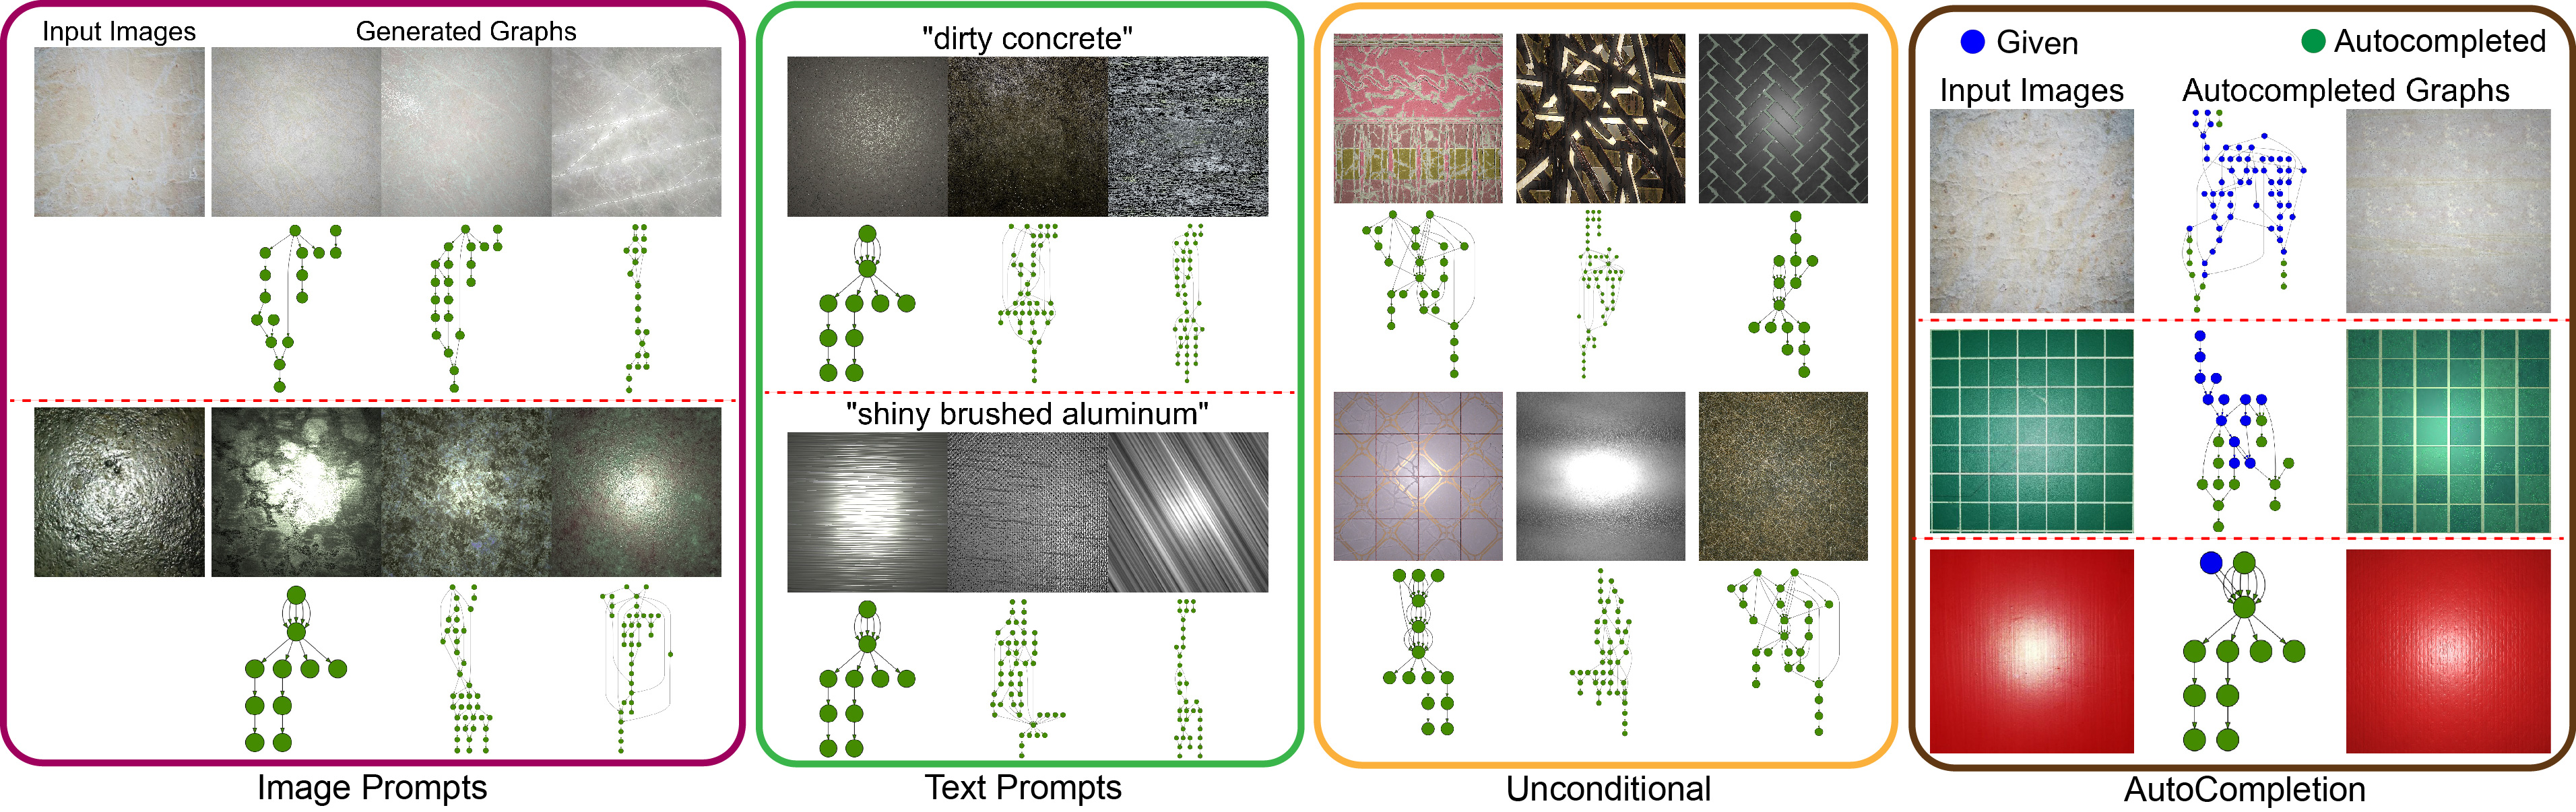 Input Images
Generated Graphs
Image Prompts
"dirty concrete"
"shiny brushed aluminum"
Text Prompts
Unconditional
Given
Autocompleted
Input Images
Autocompleted Graphs
AutoCompletion